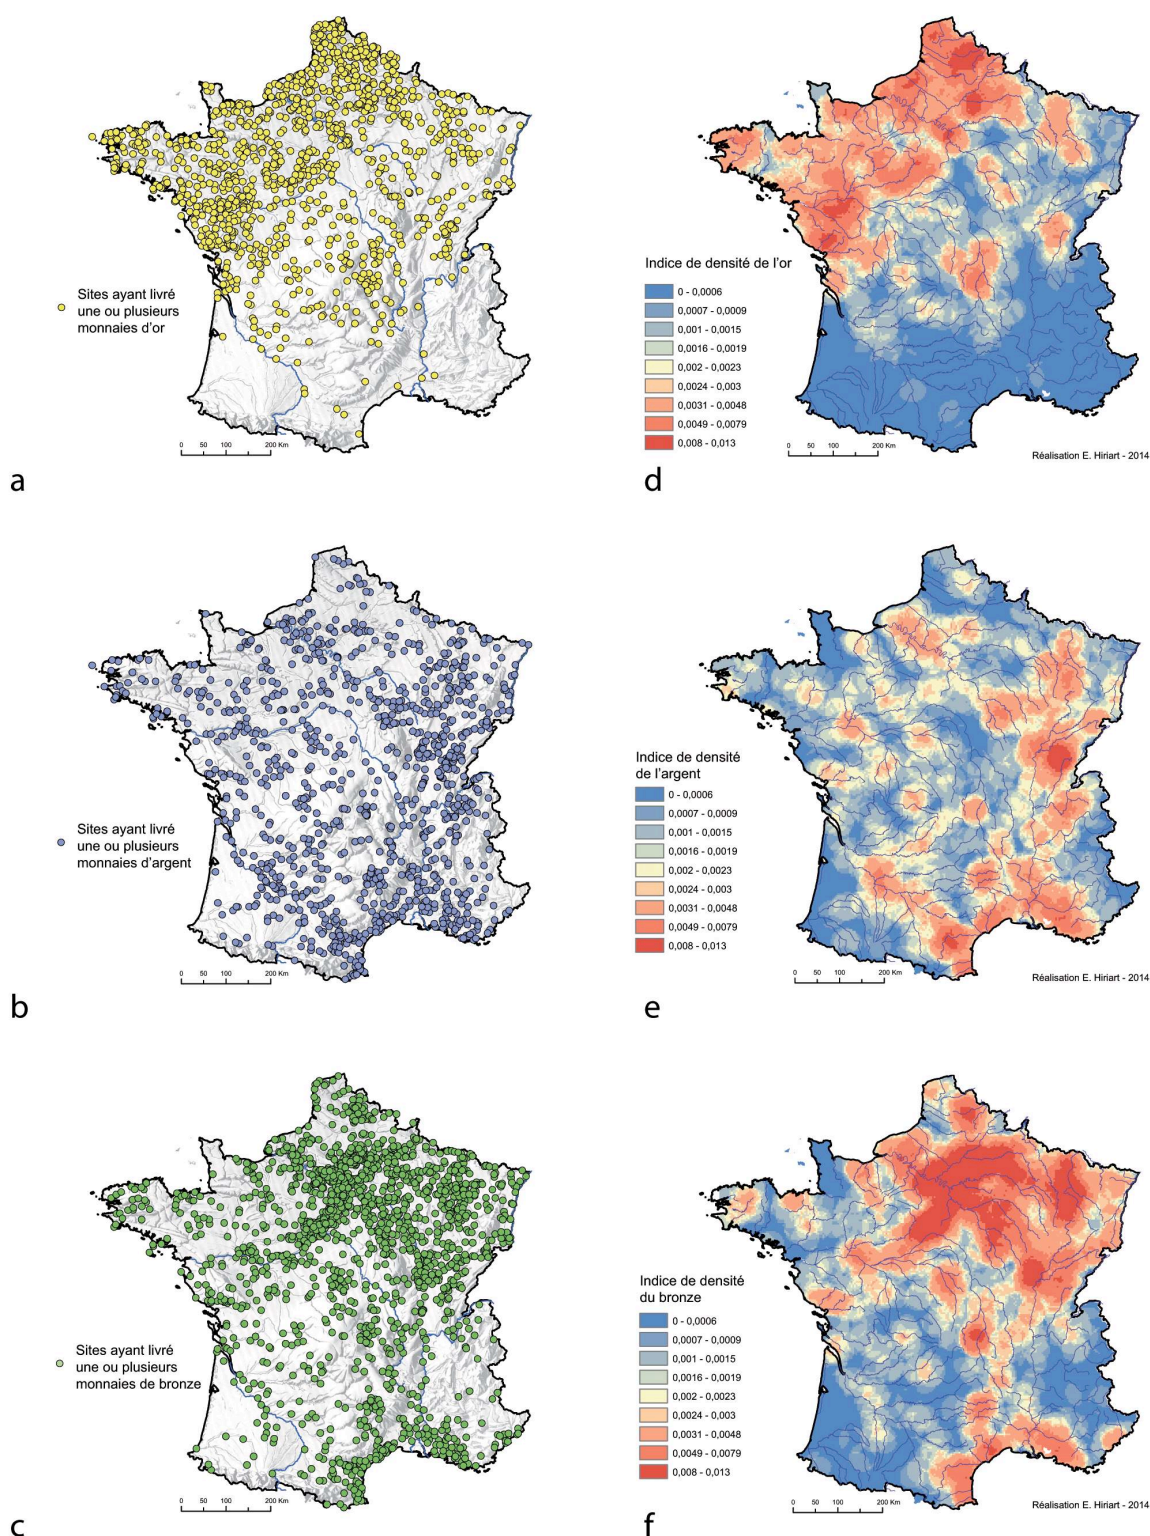 Sites ayant livré
une ou plusieurs
monnaies d'or
0 50 100 200 Km
a
Indice de densité de l'or
0 - 0,0006
0,0007 - 0,0009
0,001 - 0,0015
0,0016 - 0,0019
0,002 - 0,0023
0,0024 - 0,003
0,0031 - 0,0048
0,0049 - 0,0079
0,008 - 0,013
0 50 100 200 Km
Réalisation E. Hiriart - 2014
d
Sites ayant livré
une ou plusieurs
monnaies d'argent
0 50 100 200 Km
b
Indice de densité
de l'argent
0 - 0,0006
0,0007 - 0,0009
0,001 - 0,0015
0,0016 - 0,0019
0,002 - 0,0023
0,0024 - 0,003
0,0031 - 0,0048
0,0049 - 0,0079
0,008 - 0,013
0 50 100 200 Km
Réalisation E. Hiriart - 2014
e
Sites ayant livré
une ou plusieurs
monnaies de bronze
0 50 100 200 Km
c
Indice de densité
du bronze
0 - 0,0006
0,0007 - 0,0009
0,001 - 0,0015
0,0016 - 0,0019
0,002 - 0,0023
0,0024 - 0,003
0,0031 - 0,0048
0,0049 - 0,0079
0,008 - 0,013
0 50 100 200 Km
Réalisation E. Hiriart - 2014
f